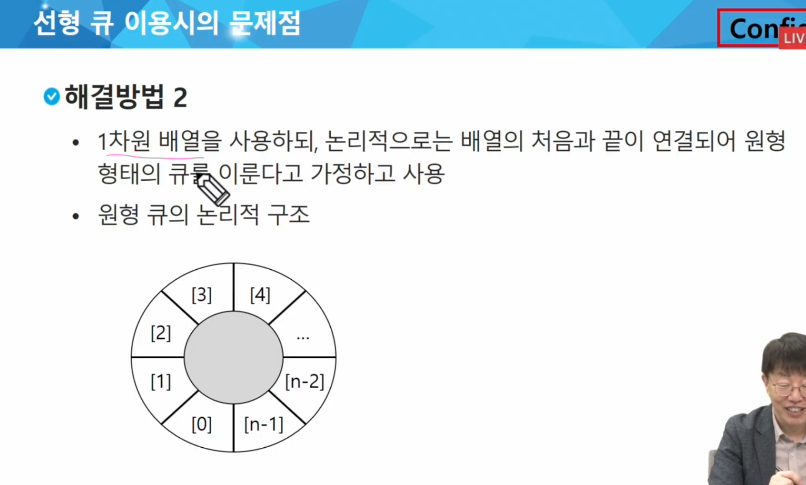 선형 큐 이용시의 문제점
LIV
해결방법 2
• 1차원 배열을 사용하되, 논리적으로는 배열의 처음과 끝이 연결되어 원형
형태의 큐를 이룬다고 가정하고 사용
• 원형 큐의 논리적 구조
[3] [4]
[2] ...
[1] [n-2]
[0] [n-1]